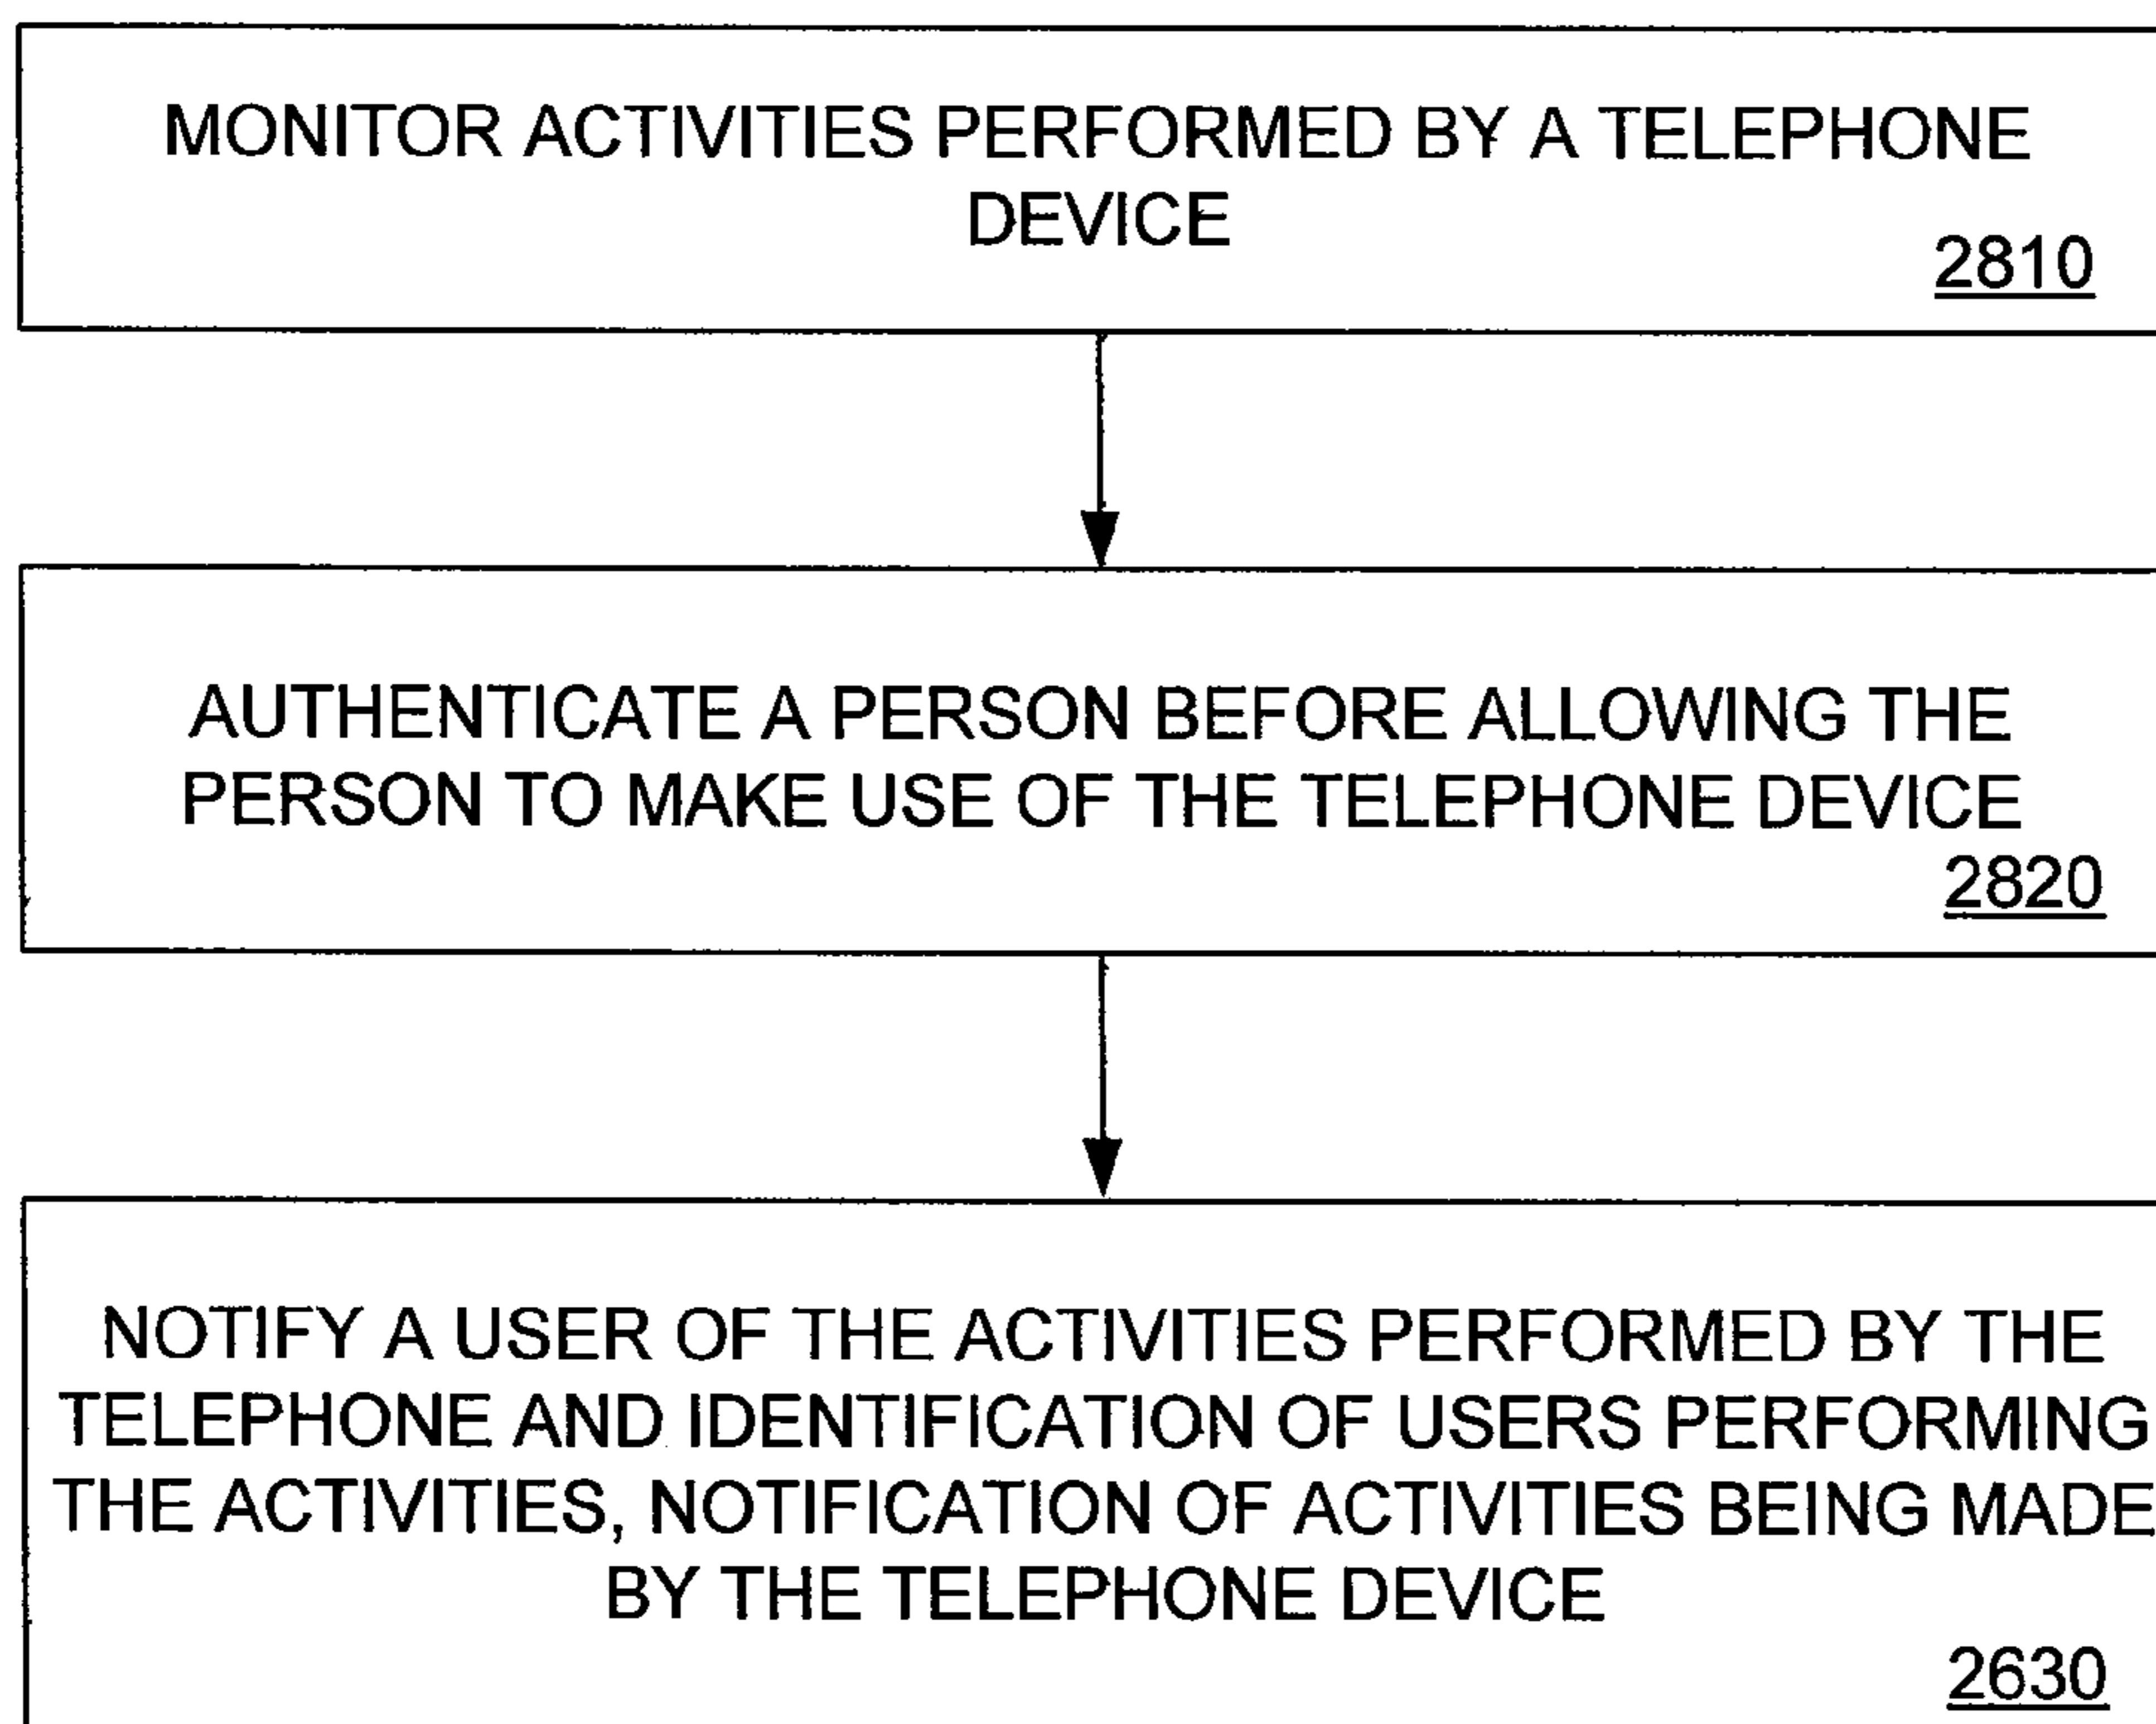 MONITOR ACTIVITIES PERFORMED BY A TELEPHONE
DEVICE
2810
AUTHENTICATE A PERSON BEFORE ALLOWING THE
PERSON TO MAKE USE OF THE TELEPHONE DEVICE
2820
NOTIFY A USER OF THE ACTIVITIES PERFORMED BY THE
TELEPHONE AND IDENTIFICATION OF USERS PERFORMING
THE ACTIVITIES, NOTIFICATION OF ACTIVITIES BEING MADE
BY THE TELEPHONE DEVICE
2630